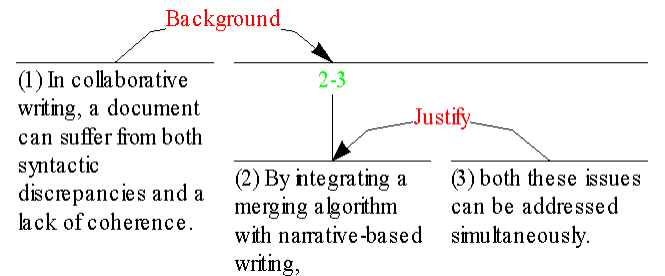 Background
2-3
Justify
(1) In collaborative
writing, a document
can suffer from both
syntactic
discrepancies and a
lack of coherence.
(2) By integrating a
merging algorithm
with narrative-based
writing,
(3) both these issues
can be addressed
simultaneously.